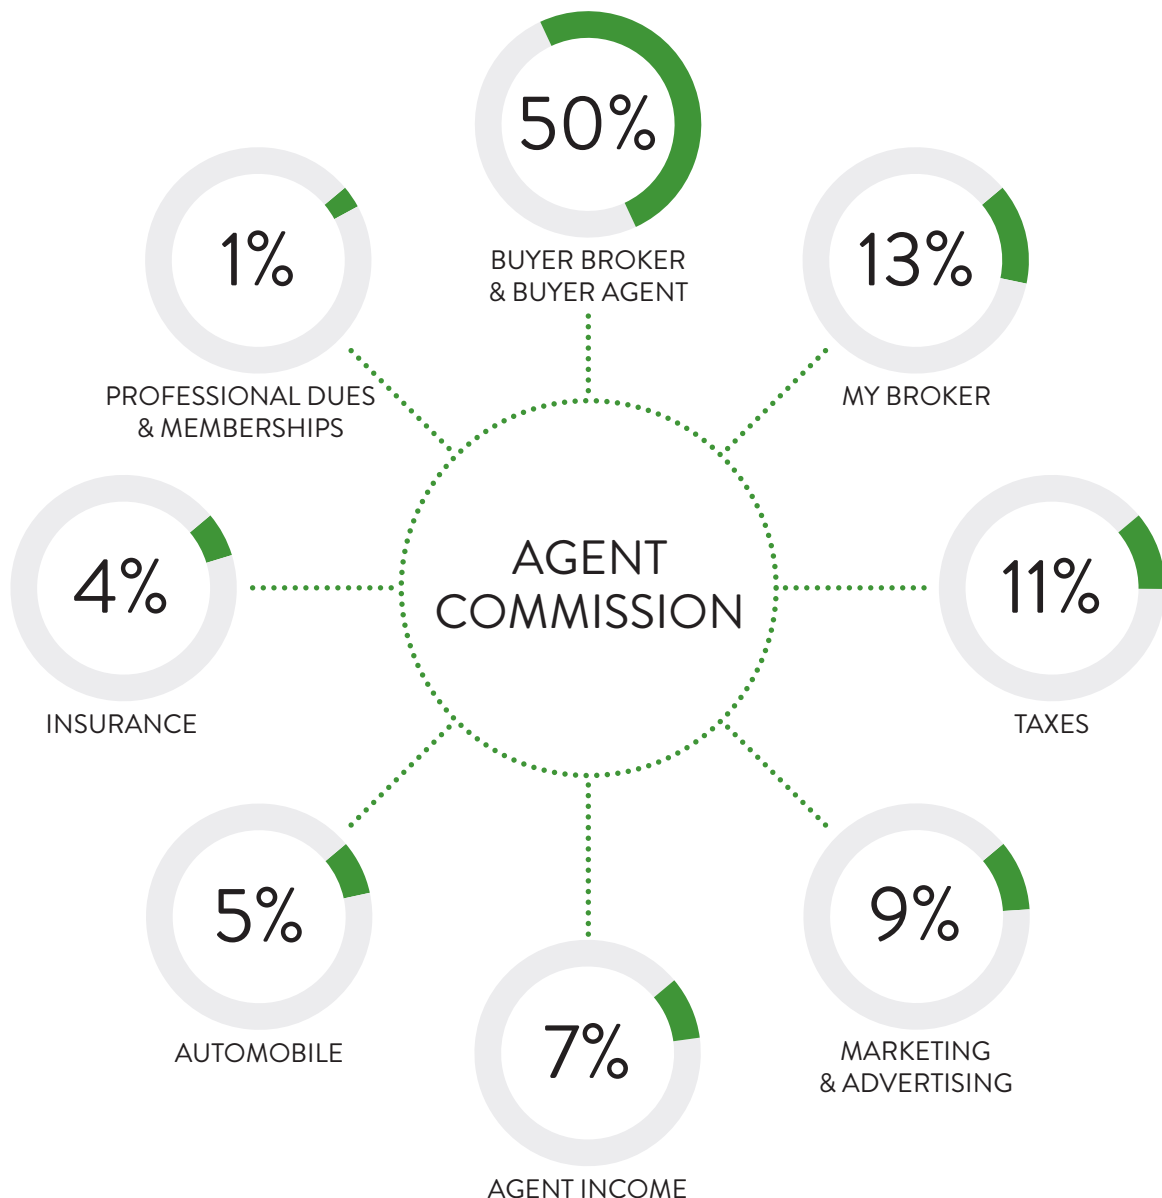 50%
BUYER BROKER
& BUYER AGENT
13%
MY BROKER
11%
TAXES
9%
MARKETING
& ADVERTISING
7%
AGENT INCOME
5%
AUTOMOBILE
4%
INSURANCE
1%
PROFESSIONAL DUES
& MEMBERSHIPS
AGENT
COMMISSION